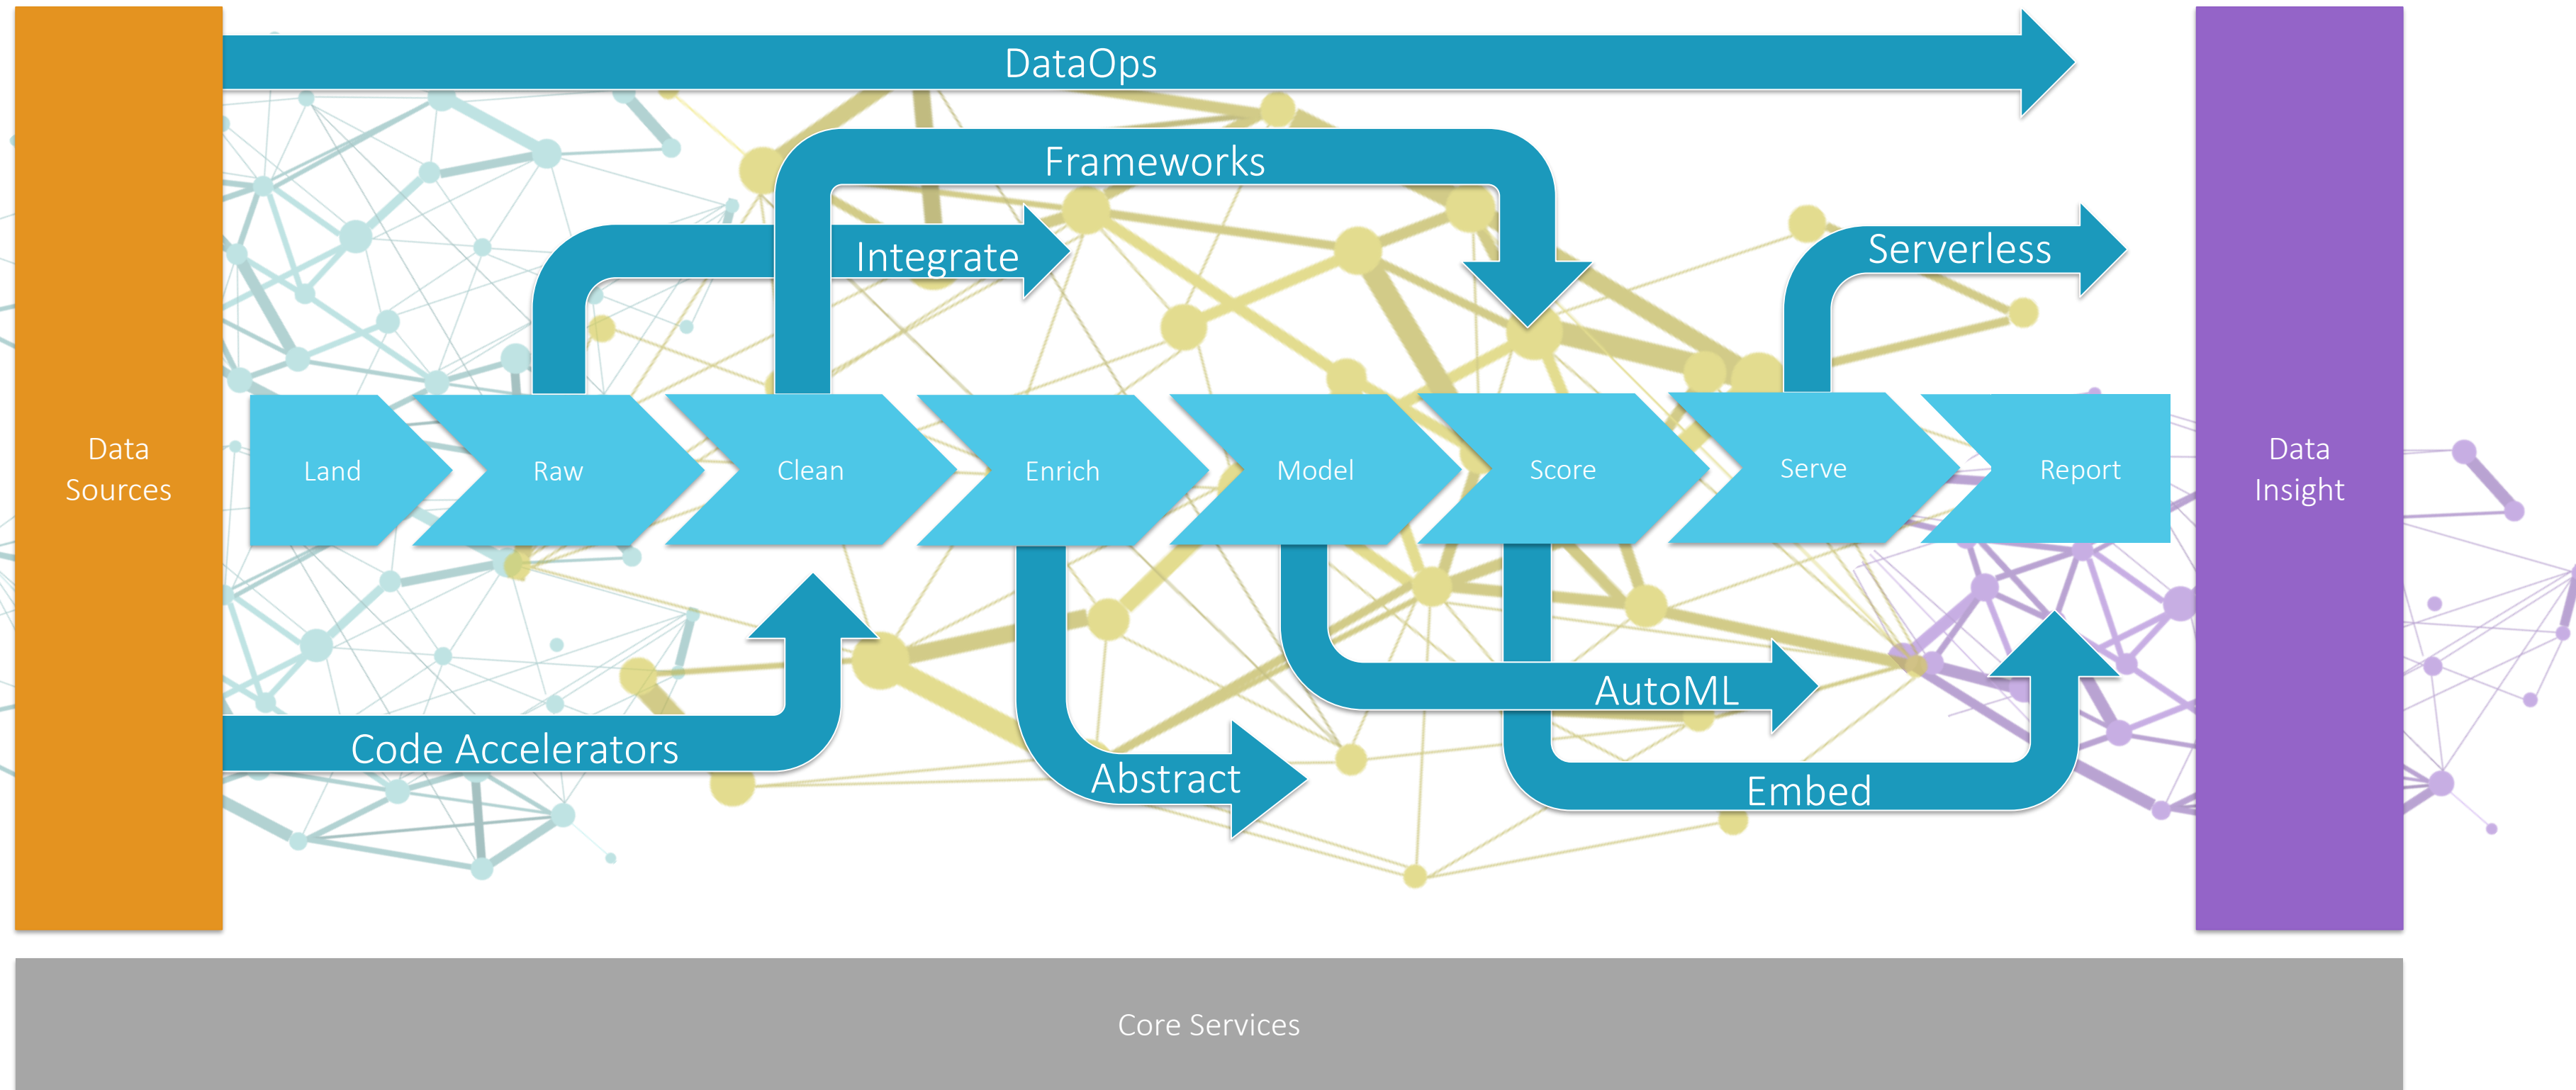 DataOps
Frameworks
Integrate
Serverless
Data
Sources
Land
Raw
Clean
Enrich
Model
Score
Serve
Report
Data
Insight
Code Accelerators
Abstract
AutoML
Embed
Core Services